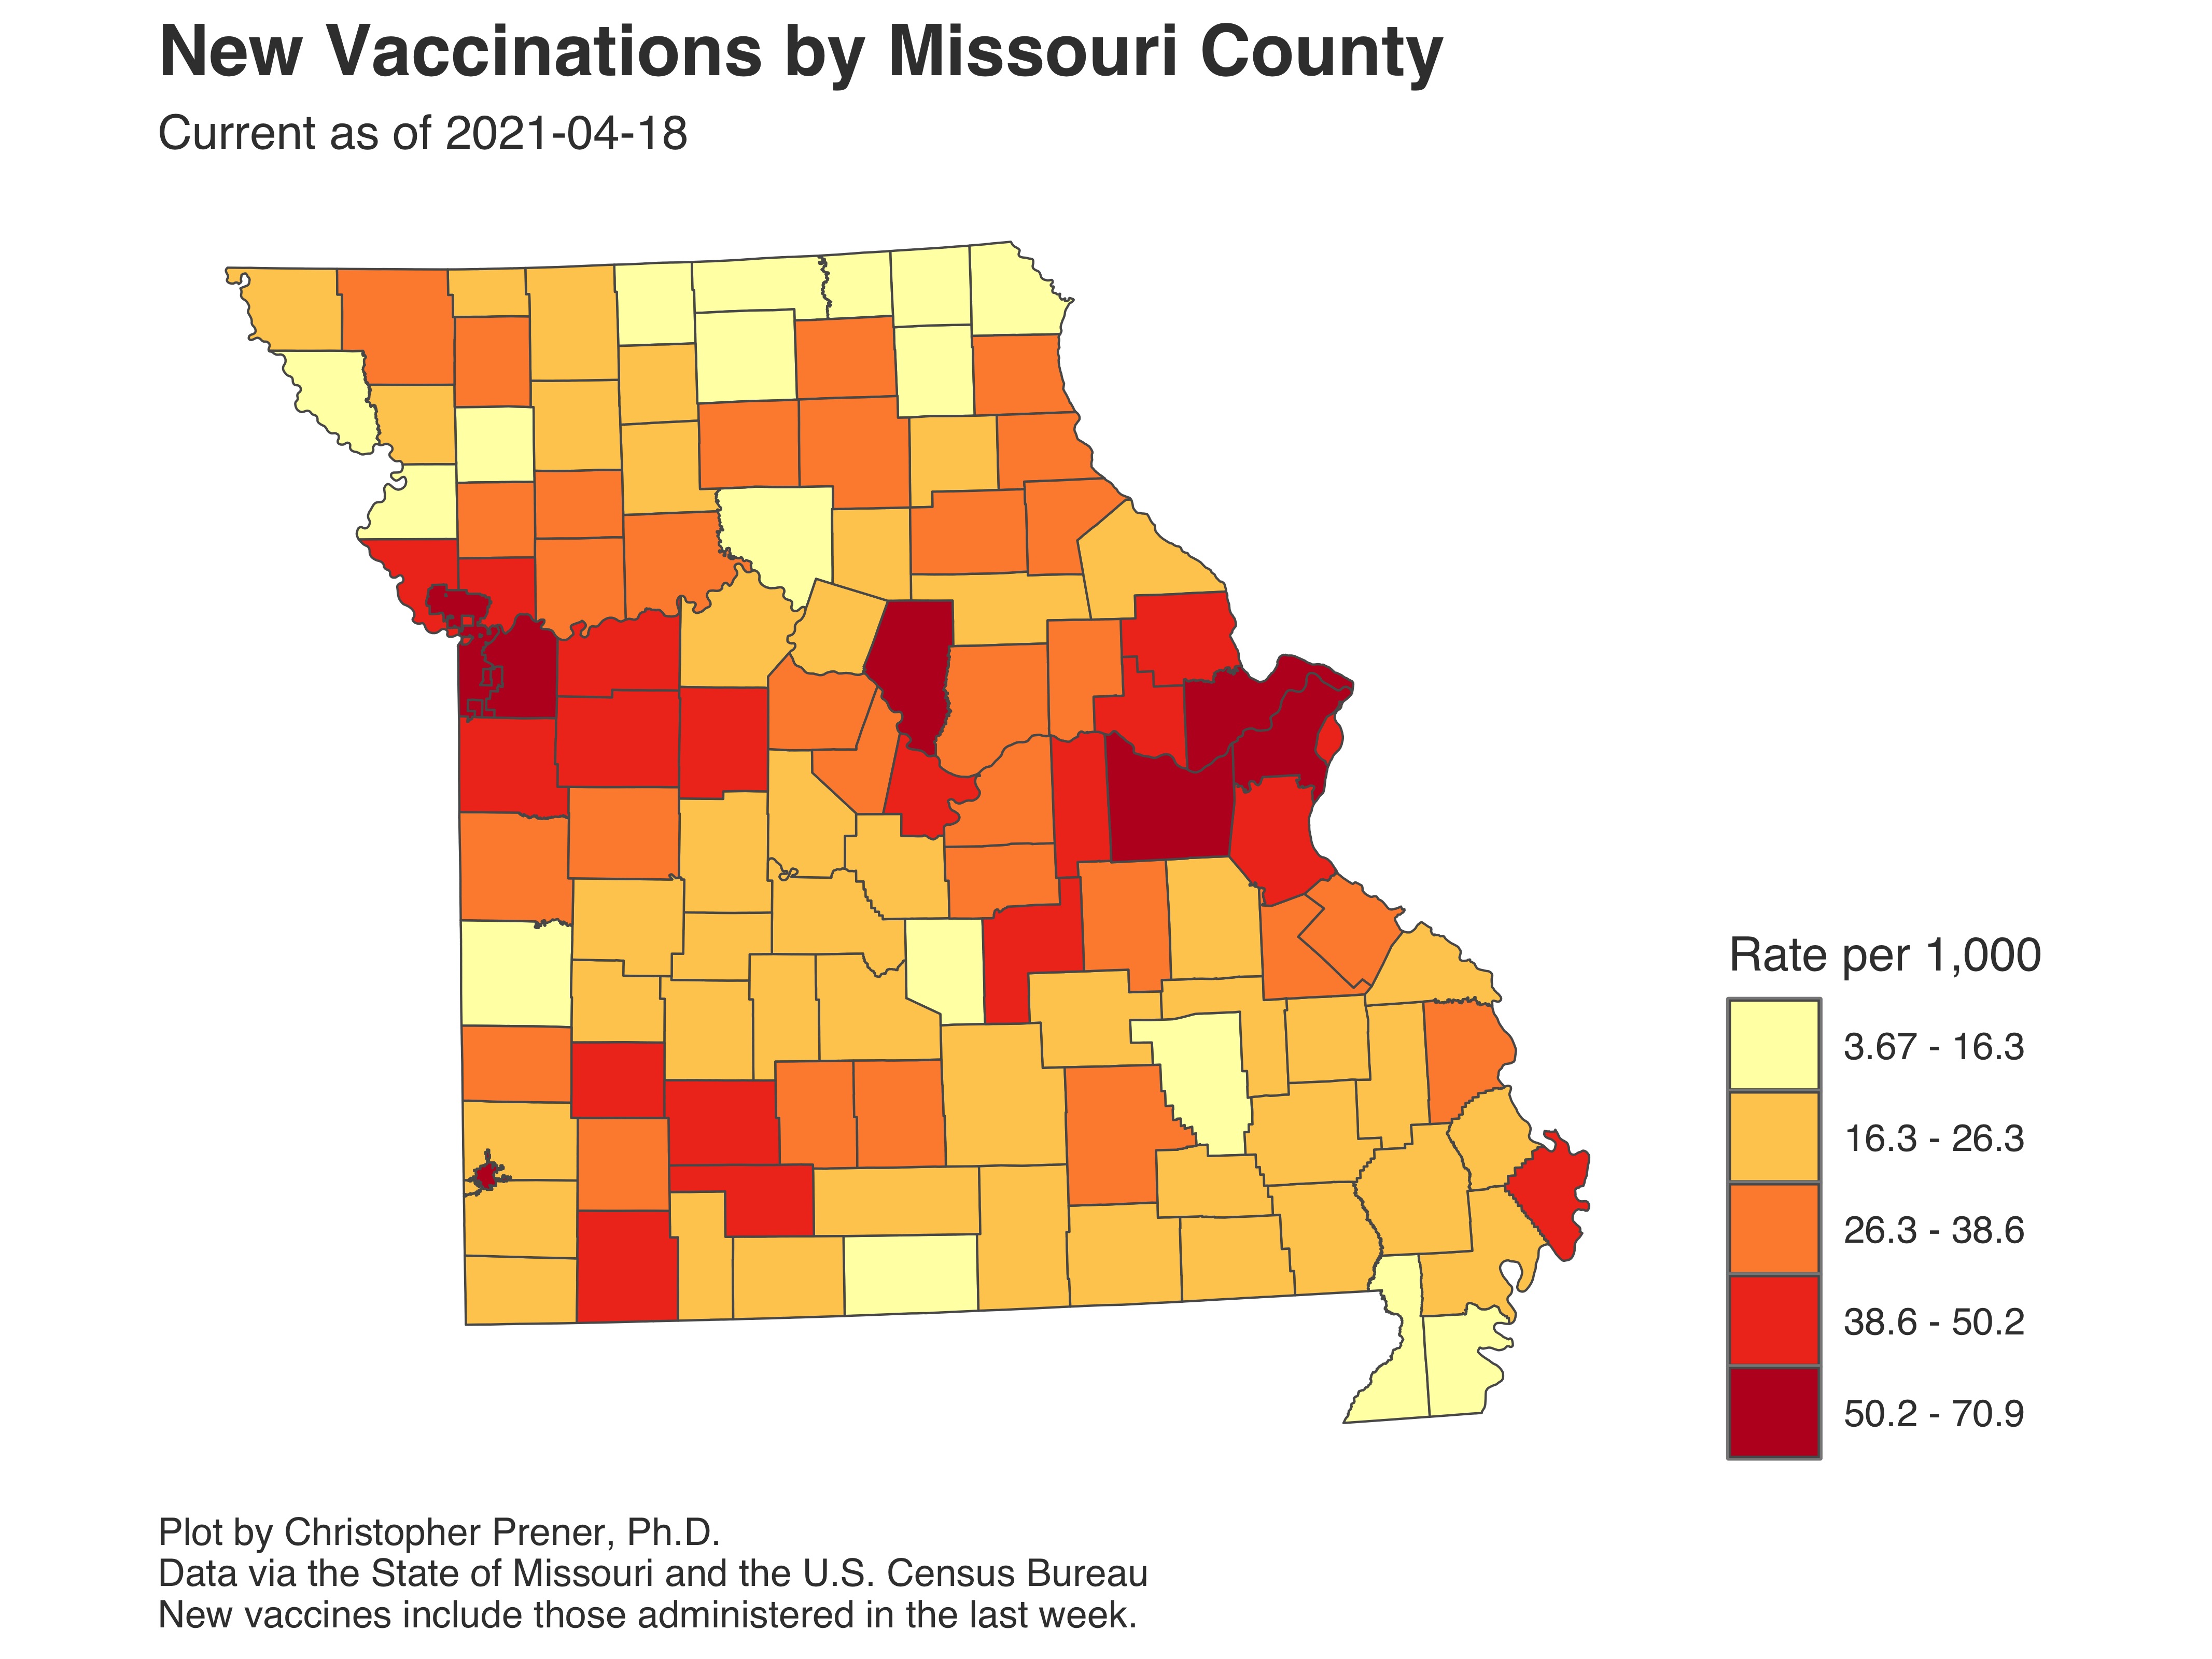 New Vaccinations by Missouri County
Current as of 2021-04-18
Rate per 1,000
3.67 - 16.3
16.3 - 26.3
26.3 - 38.6
38.6 - 50.2
50.2 - 70.9
Plot by Christopher Prener, Ph.D.
Data via the State of Missouri and the U.S. Census Bureau
New vaccines include those administered in the last week.